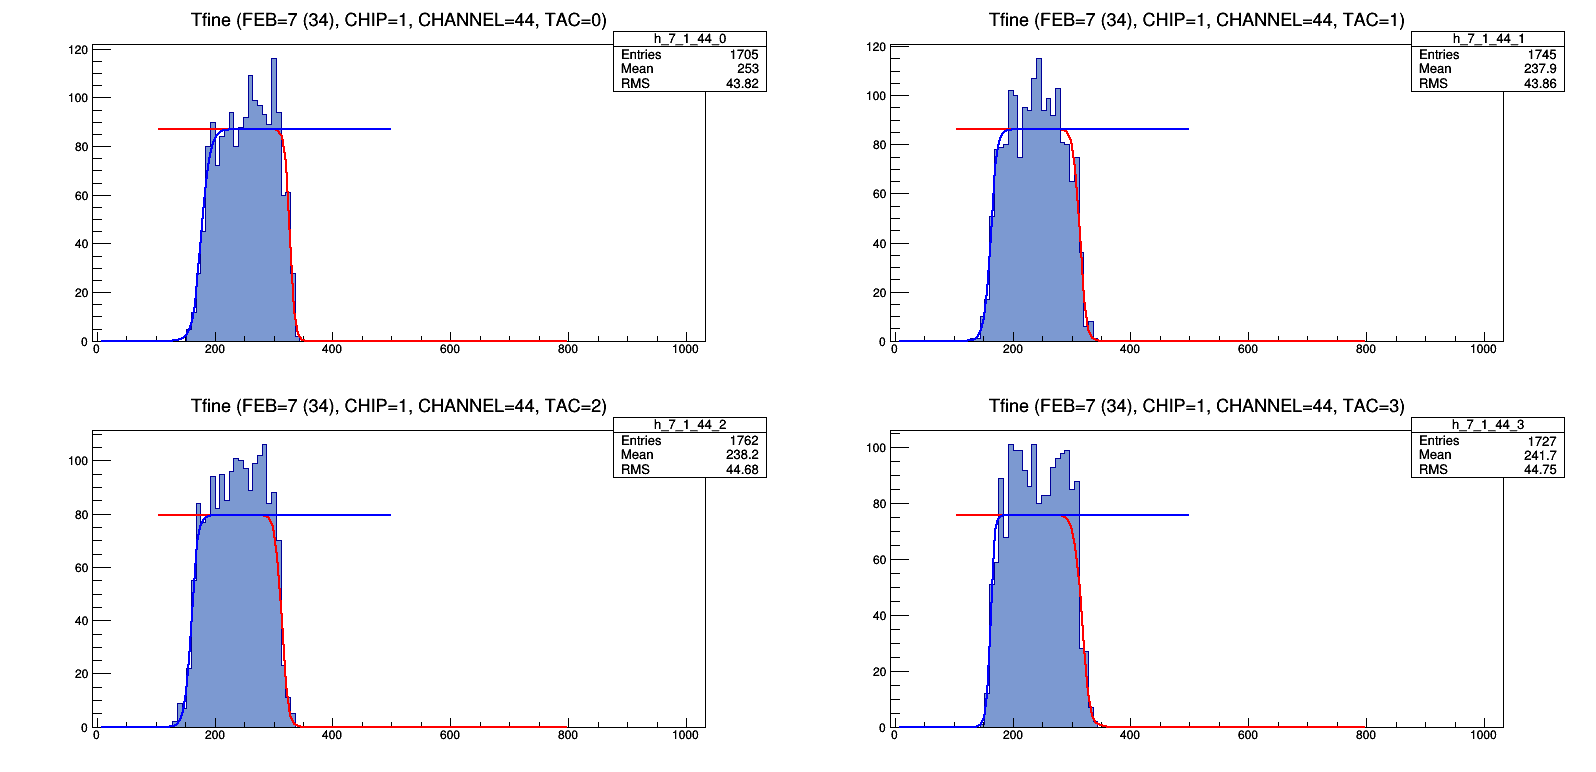 Tfine (FEB=7 (34), CHIP=1, CHANNEL=44, TAC=0)
h_7_1_44_0
Entries 1705
Mean 253
RMS 43.82
120
100
80
60
40
20
0
0 200 400 600 800 1000
Tfine (FEB=7 (34), CHIP=1, CHANNEL=44, TAC=1)
h_7_1_44_1
Entries 1745
Mean 237.9
RMS 43.86
120
100
80
60
40
20
0
0 200 400 600 800 1000
Tfine (FEB=7 (34), CHIP=1, CHANNEL=44, TAC=2)
h_7_1_44_2
Entries 1762
Mean 238.2
RMS 44.68
100
80
60
40
20
0
0 200 400 600 800 1000
Tfine (FEB=7 (34), CHIP=1, CHANNEL=44, TAC=3)
h_7_1_44_3
Entries 1727
Mean 241.7
RMS 44.75
100
80
60
40
20
0
0 200 400 600 800 1000